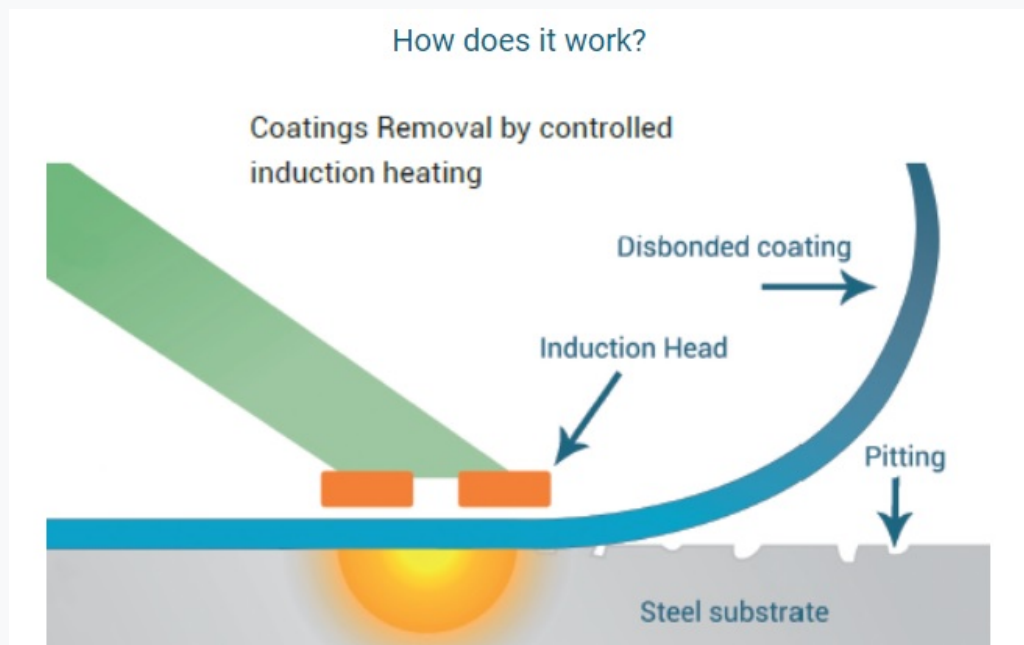 How does it work?
Coatings Removal by controlled
induction heating
Disbonded coating
Induction Head
Pitting
Steel substrate